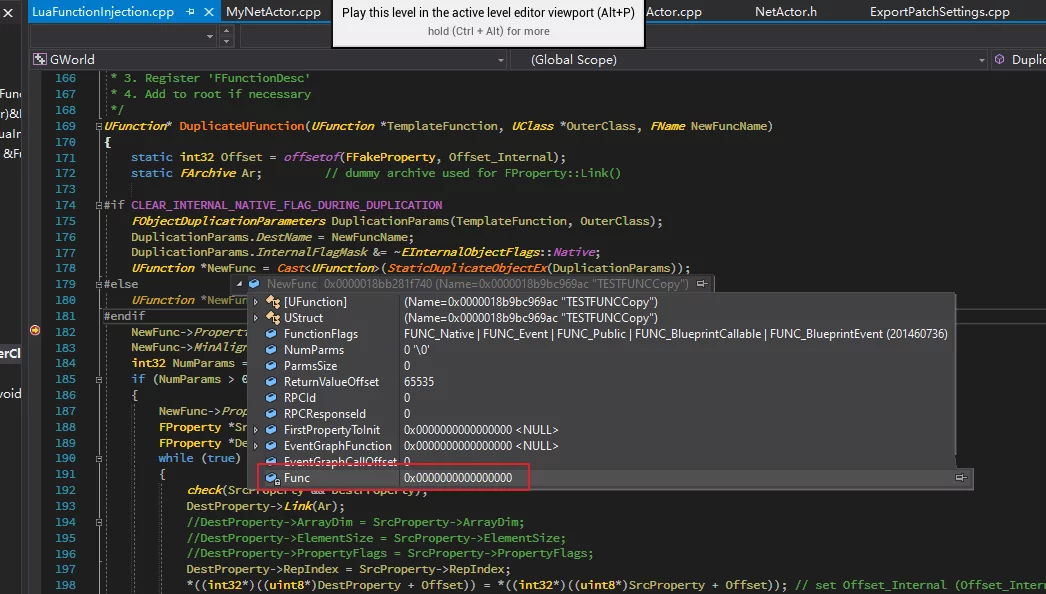 LuaFunctionInjection.cpp
MyNetActor.cpp
Play this level in the active level editor viewport (Alt+P)
hold (Ctrl + Alt) for more
Actor.cpp
NetActor.h
ExportPatchSettings.cpp
GWorld
(Global Scope)
Duplic
166 * 3. Register 'FFunctionDesc'
167 * 4. Add to root if necessary
168 */
169 UFunction* DuplicateUFunction(UFunction *TemplateFunction, UClass *OuterClass, FName NewFuncName)
170 {
171 static int32 Offset = offsetof(FFakeProperty, Offset_Internal);
172 static FArchive Ar; // dummy archive used for FProperty::Link()
173
174 #if CLEAR_INTERNAL_NATIVE_FLAG_DURING_DUPLICATION
175 FObjectDuplicationParameters DuplicationParams(TemplateFunction, OuterClass);
176 DuplicationParams.DestName = NewFuncName;
177 DuplicationParams.InternalFlagMask &= ~EInternalObjectFlags::Native;
178 UFunction *NewFunc = Cast<UFunction>(StaticDuplicateObjectEx(DuplicationParams));
179 #else
NewFunc 0x0000018bb281f740 (Name=0x0000018b9bc969ac "TESTFUNCCopy")
180 UFunction *NewFun
181 #endif
182 NewFunc->Properti
183 NewFunc->MinAlign
184 int32 NumParams =
185 if (NumParams > 0
186 {
187 NewFunc->Prop
188 FProperty *Sr
189 FProperty *De
190 while (true)
191 {
192 check(SrcProperty && DestProperty);
193 DestProperty->Link(Ar);
194 //DestProperty->ArrayDim = SrcProperty->ArrayDim;
195 //DestProperty->ElementSize = SrcProperty->ElementSize;
196 //DestProperty->PropertyFlags = SrcProperty->PropertyFlags;
197 DestProperty->RepIndex = SrcProperty->RepIndex;
198 *((int32*)((uint8*)DestProperty + Offset)) = *((int32*)((uint8*)SrcProperty + Offset)); // set Offset_Internal (Offset_Inter
[UFunction] (Name=0x0000018b9bc969ac "TESTFUNCCopy")
UStruct (Name=0x0000018b9bc969ac "TESTFUNCCopy")
FunctionFlags FUNC_Native | FUNC_Event | FUNC_Public | FUNC_BlueprintCallable | FUNC_BlueprintEvent (201460736)
NumParms 0 '\0'
ParmsSize 0
ReturnValueOffset 65535
RPCId 0
RPCResponseId 0
FirstPropertyToInit 0x0000000000000000 <NULL>
EventGraphFunction 0x0000000000000000 <NULL>
EventGraphCallOffset 0
Func 0x0000000000000000